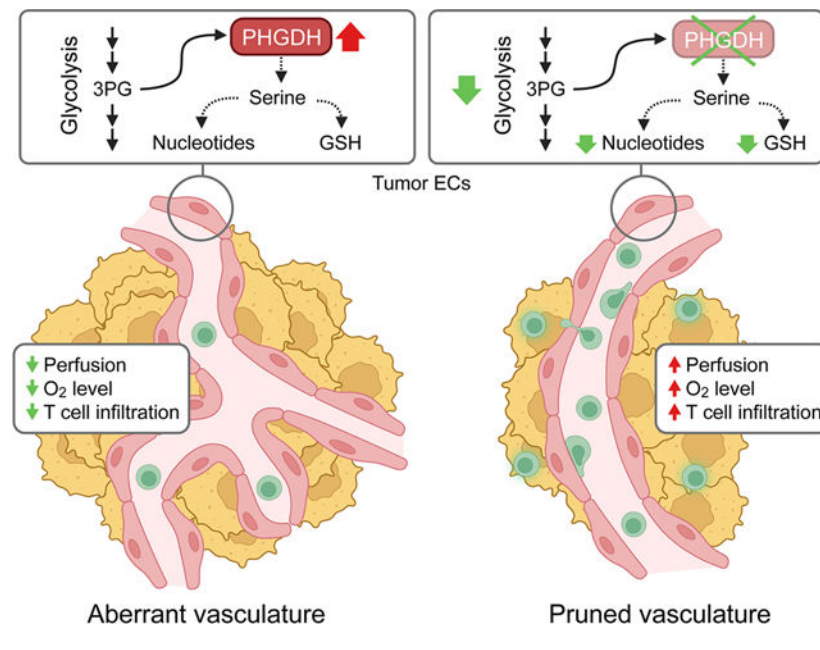 Glycolysis
PHGDH
3PG
Serine
Nucleotides
GSH
Glycolysis
PHGDH
3PG
Serine
Nucleotides
GSH
Tumor ECs
Perfusion
O₂ level
T cell infiltration
Perfusion
O₂ level
T cell infiltration
Aberrant vasculature
Pruned vasculature